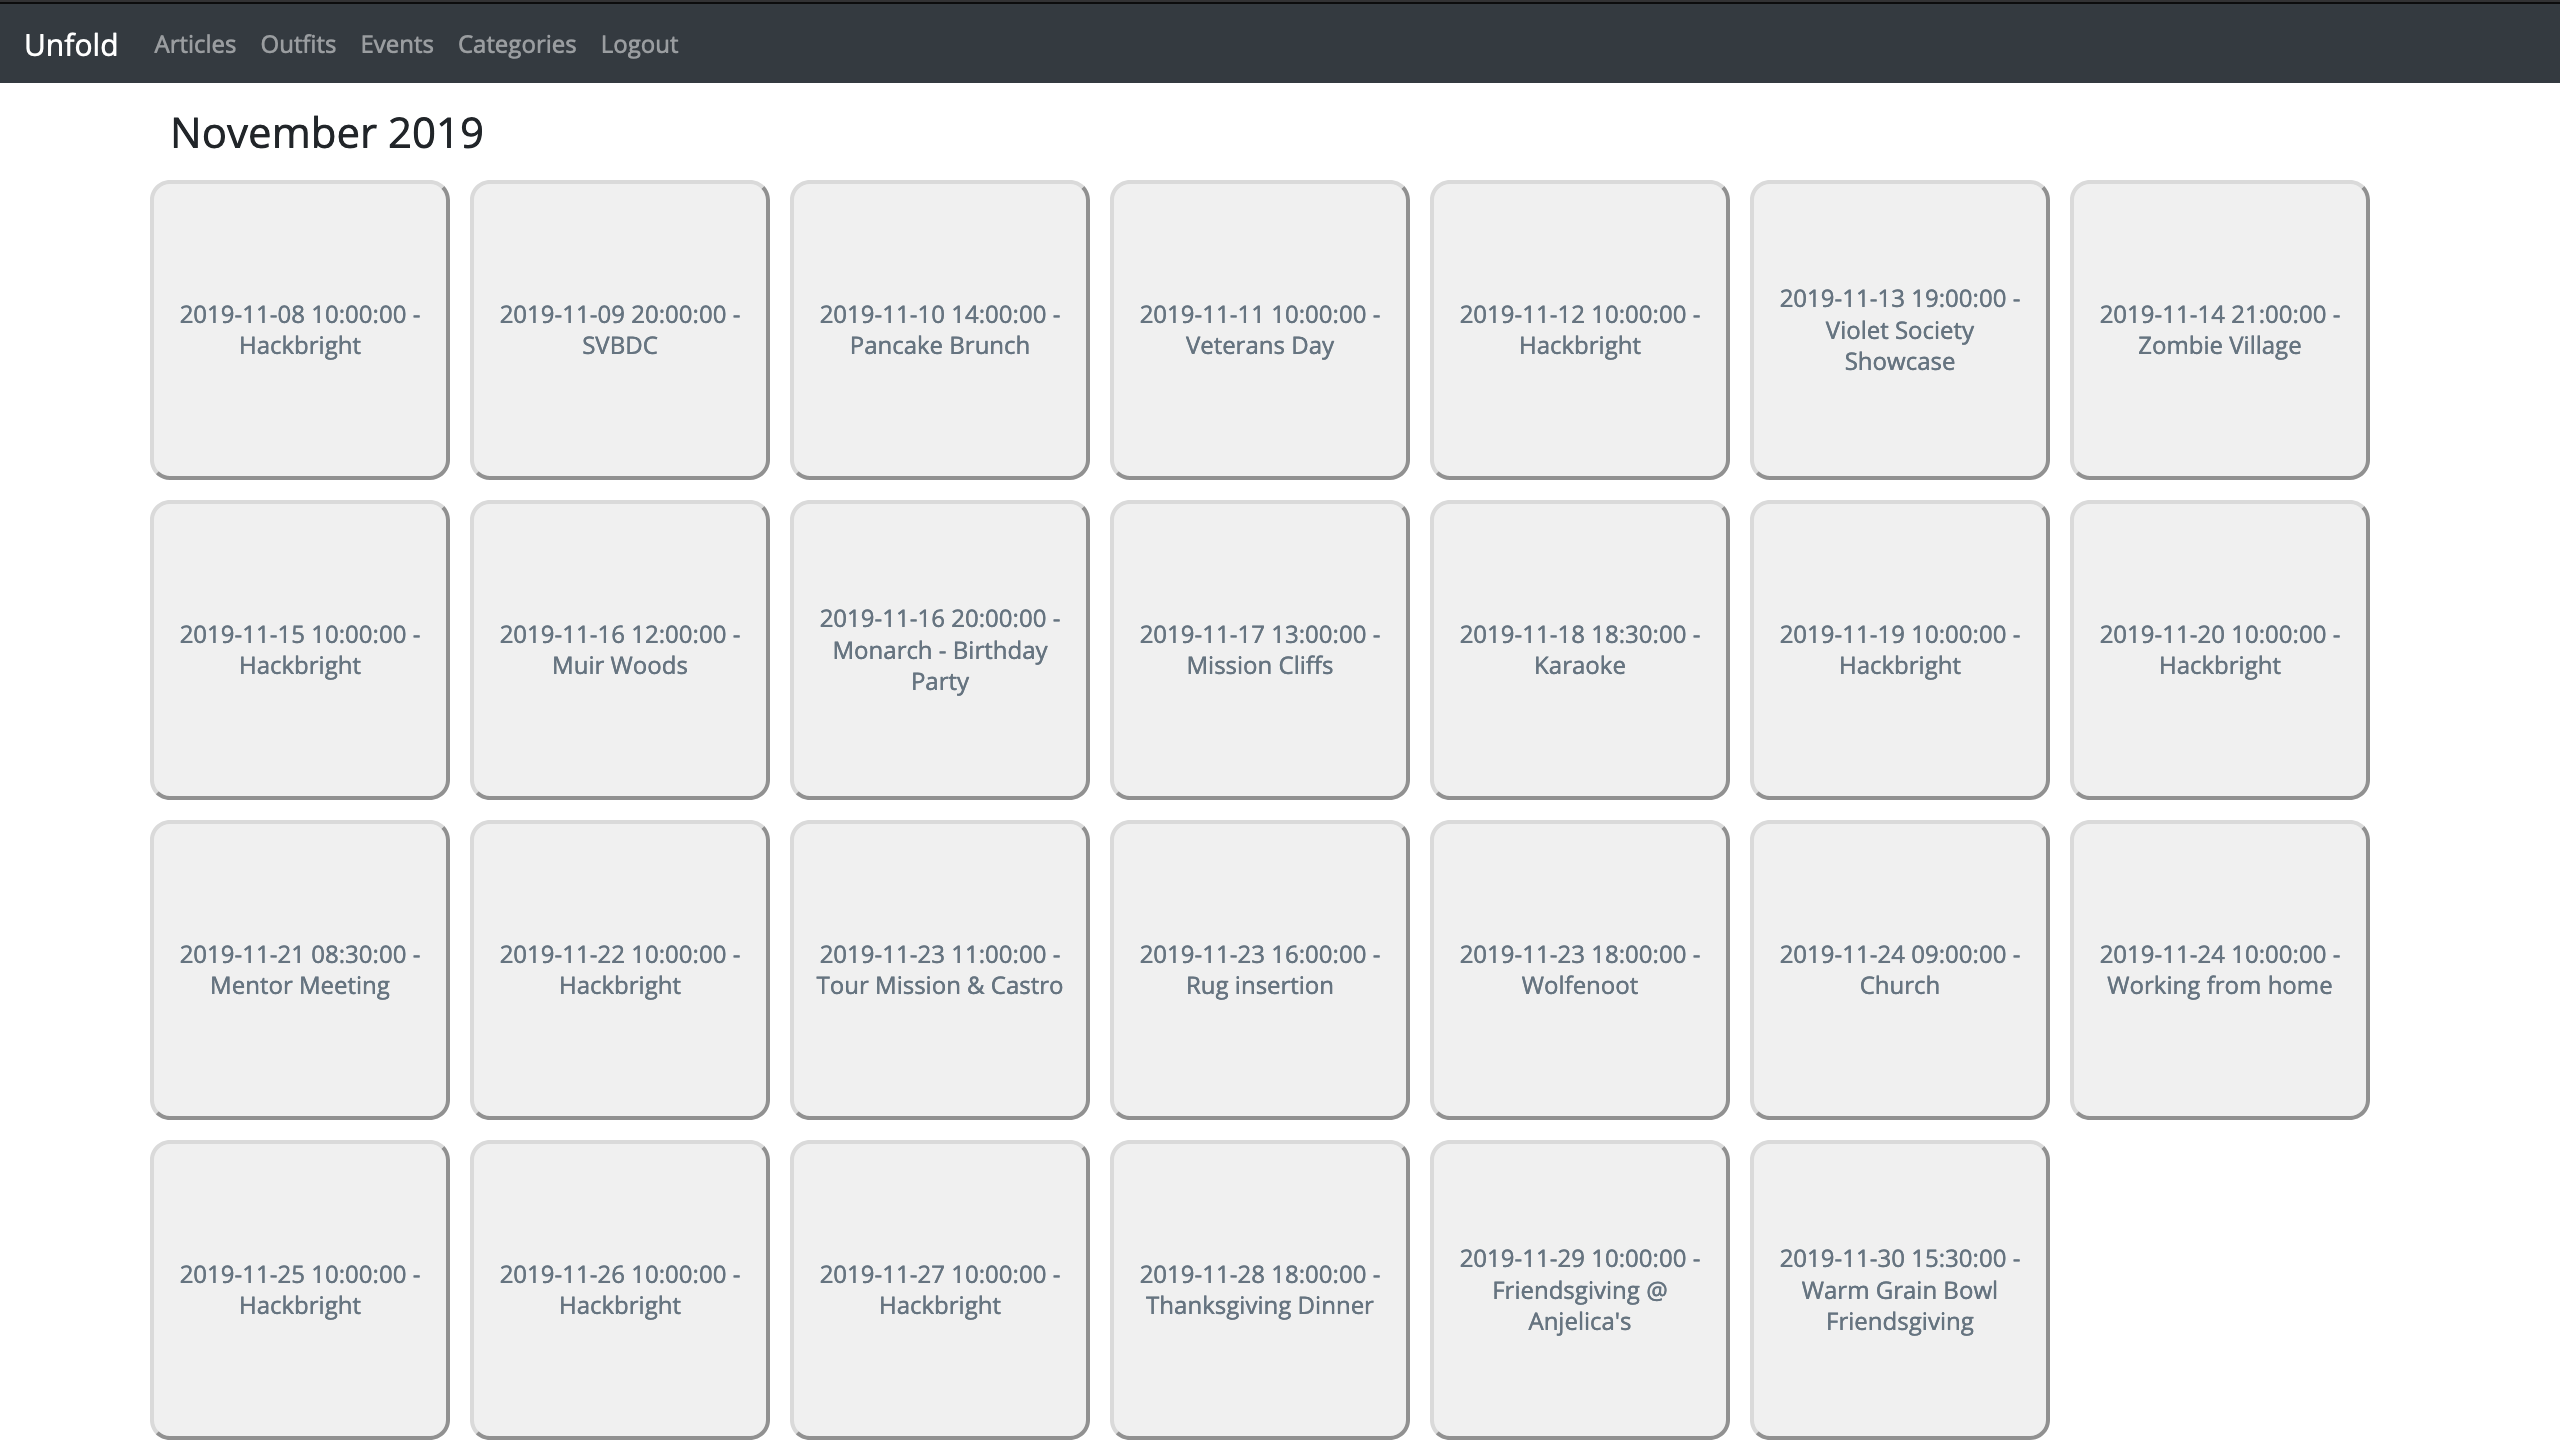 Unfold Articles Outfits Events Categories Logout
November 2019
2019-11-08 10:00:00 -
Hackbright
2019-11-09 20:00:00 -
SVBDC
2019-11-10 14:00:00 -
Pancake Brunch
2019-11-11 10:00:00 -
Veterans Day
2019-11-12 10:00:00 -
Hackbright
2019-11-13 19:00:00 -
Violet Society
Showcase
2019-11-14 21:00:00 -
Zombie Village
2019-11-15 10:00:00 -
Hackbright
2019-11-16 12:00:00 -
Muir Woods
2019-11-16 20:00:00 -
Monarch - Birthday
Party
2019-11-17 13:00:00 -
Mission Cliffs
2019-11-18 18:30:00 -
Karaoke
2019-11-19 10:00:00 -
Hackbright
2019-11-20 10:00:00 -
Hackbright
2019-11-21 08:30:00 -
Mentor Meeting
2019-11-22 10:00:00 -
Hackbright
2019-11-23 11:00:00 -
Tour Mission & Castro
2019-11-23 16:00:00 -
Rug insertion
2019-11-23 18:00:00 -
Wolfenoot
2019-11-24 09:00:00 -
Church
2019-11-24 10:00:00 -
Working from home
2019-11-25 10:00:00 -
Hackbright
2019-11-26 10:00:00 -
Hackbright
2019-11-27 10:00:00 -
Hackbright
2019-11-28 18:00:00 -
Thanksgiving Dinner
2019-11-29 10:00:00 -
Friendsgiving @
Anjelica's
2019-11-30 15:30:00 -
Warm Grain Bowl
Friendsgiving